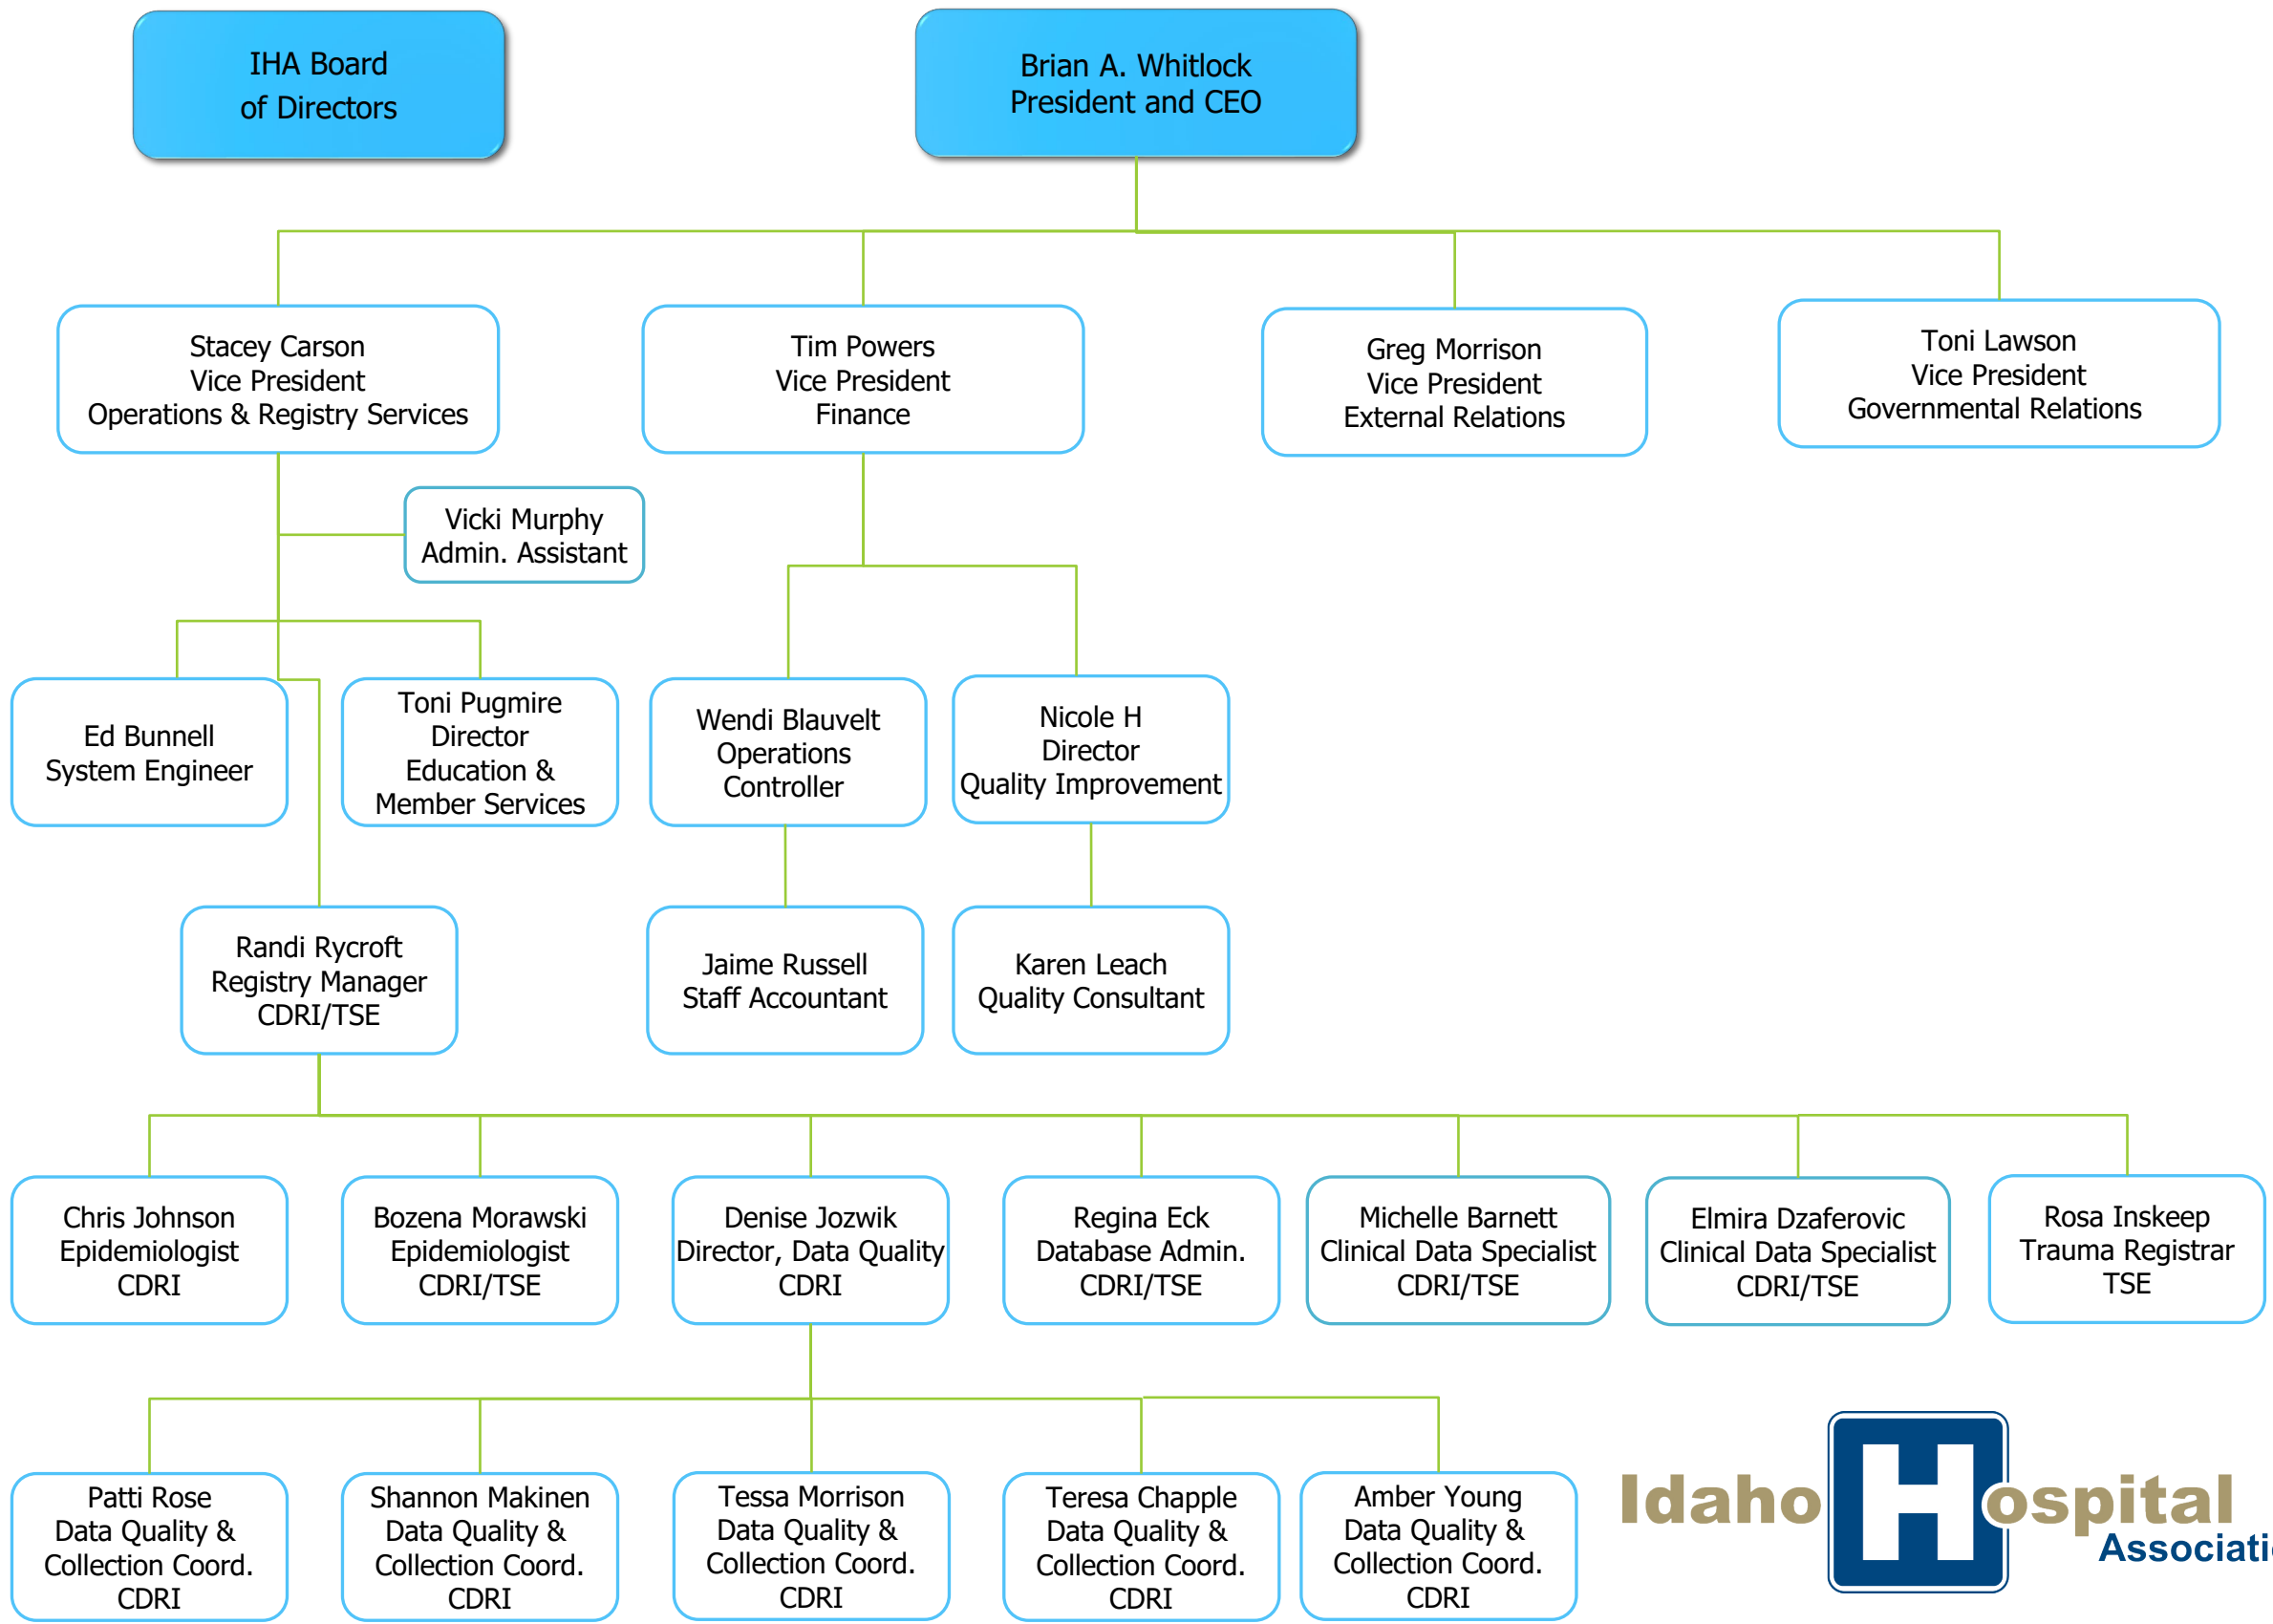 IHA Board
of Directors
Brian A. Whitlock
President and CEO
Stacey Carson
Vice President
Operations & Registry Services
Tim Powers
Vice President
Finance
Greg Morrison
Vice President
External Relations
Toni Lawson
Vice President
Governmental Relations
Vicki Murphy
Admin. Assistant
Ed Bunnell
System Engineer
Toni Pugmire
Director
Education &
Member Services
Wendi Blauvelt
Operations
Controller
Nicole H
Director
Quality Improvement
Randi Rycroft
Registry Manager
CDRI/TSE
Jaime Russell
Staff Accountant
Karen Leach
Quality Consultant
Chris Johnson
Epidemiologist
CDRI
Bozena Morawski
Epidemiologist
CDRI/TSE
Denise Jozwik
Director, Data Quality
CDRI
Regina Eck
Database Admin.
CDRI/TSE
Michelle Barnett
Clinical Data Specialist
CDRI/TSE
Elmira Dzaferovic
Clinical Data Specialist
CDRI/TSE
Rosa Inskeep
Trauma Registrar
TSE
Patti Rose
Data Quality &
Collection Coord.
CDRI
Shannon Makinen
Data Quality &
Collection Coord.
CDRI
Tessa Morrison
Data Quality &
Collection Coord.
CDRI
Teresa Chapple
Data Quality &
Collection Coord.
CDRI
Amber Young
Data Quality &
Collection Coord.
CDRI
Idaho Hospital
Associati